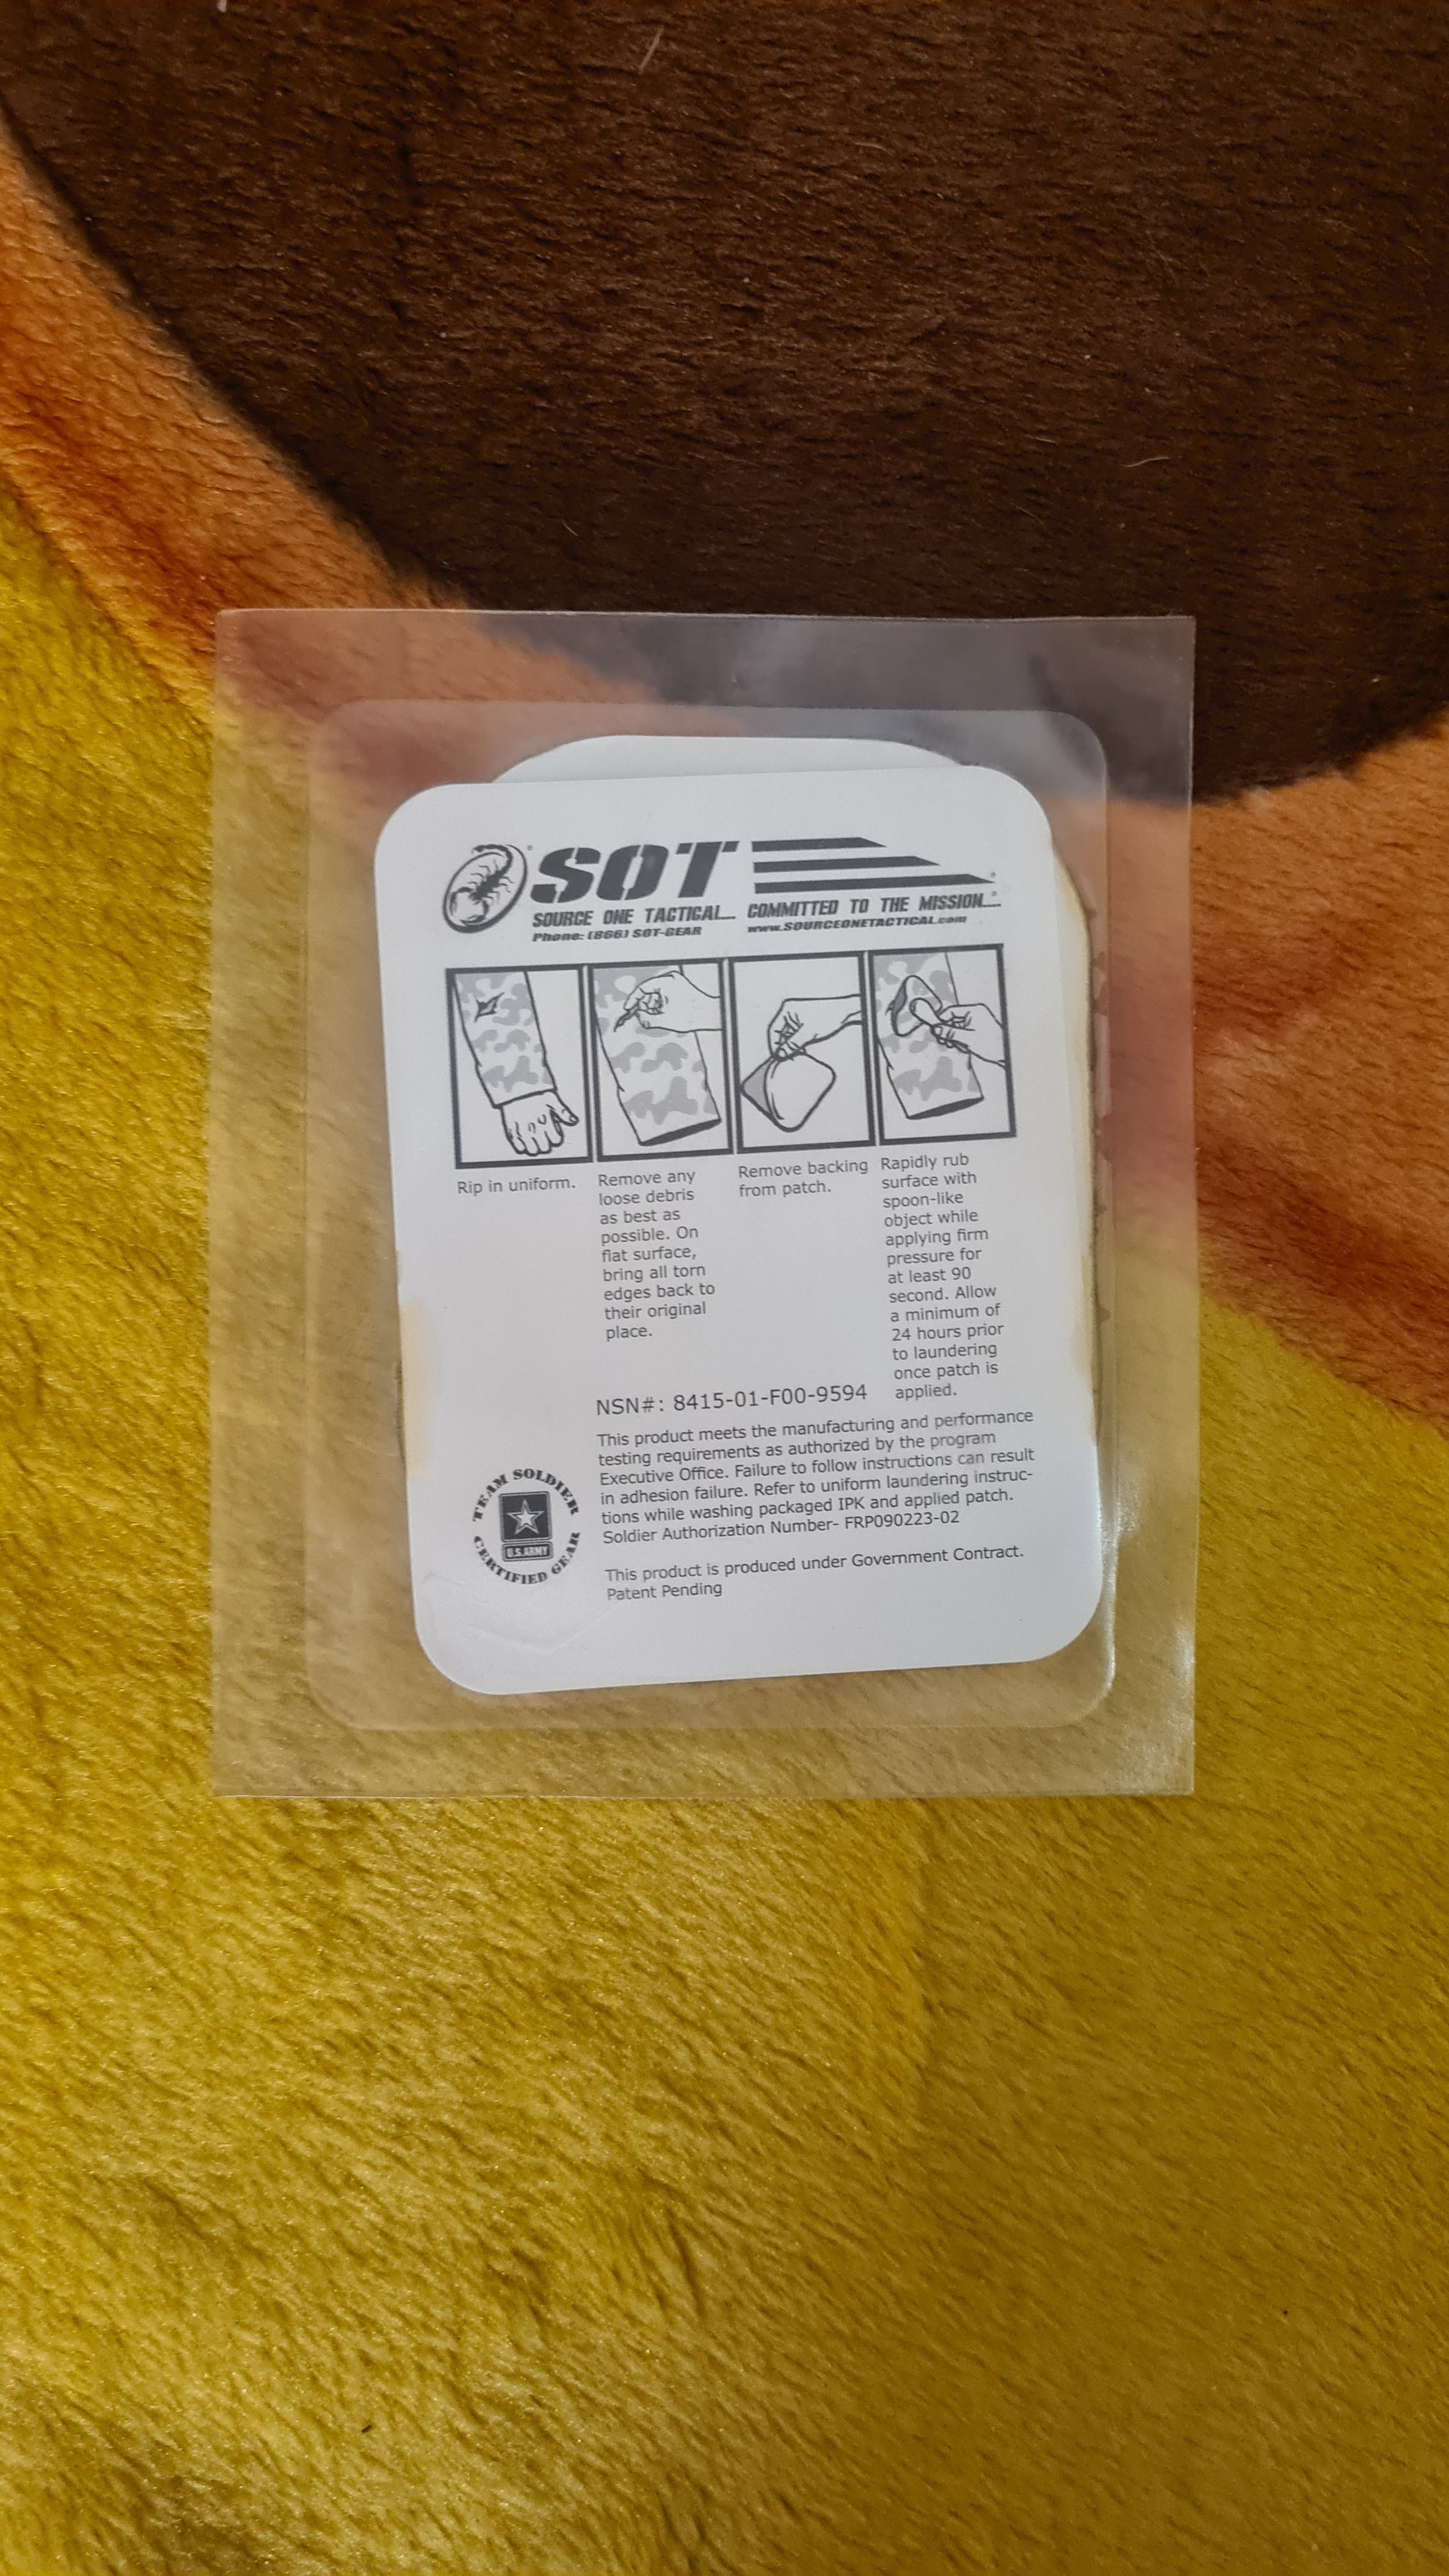 SOT
SOURCE ONE TACTICAL... COMMITTED TO THE MISSION...
Phone: (866) SOT-GEAR www.SOURCEONETACTICAL.com
Rip in uniform.
Remove any
loose debris
as best as
possible. On
flat surface,
bring all torn
edges back to
their original
place.
Remove backing
from patch.
Rapidly rub
surface with
spoon-like
object while
applying firm
pressure for
at least 90
second. Allow
a minimum of
24 hours prior
to laundering
once patch is
applied.
NSN#: 8415-01-F00-9594
This product meets the manufacturing and performance
testing requirements as authorized by the program
Executive Office. Failure to follow instructions can result
in adhesion failure. Refer to uniform laundering instruc-
tions while washing packaged IPK and applied patch.
Soldier Authorization Number- FRP090223-02
This product is produced under Government Contract.
Patent Pending
TEAM SOLDIER
U.S. ARMY
CERTIFIED GEAR